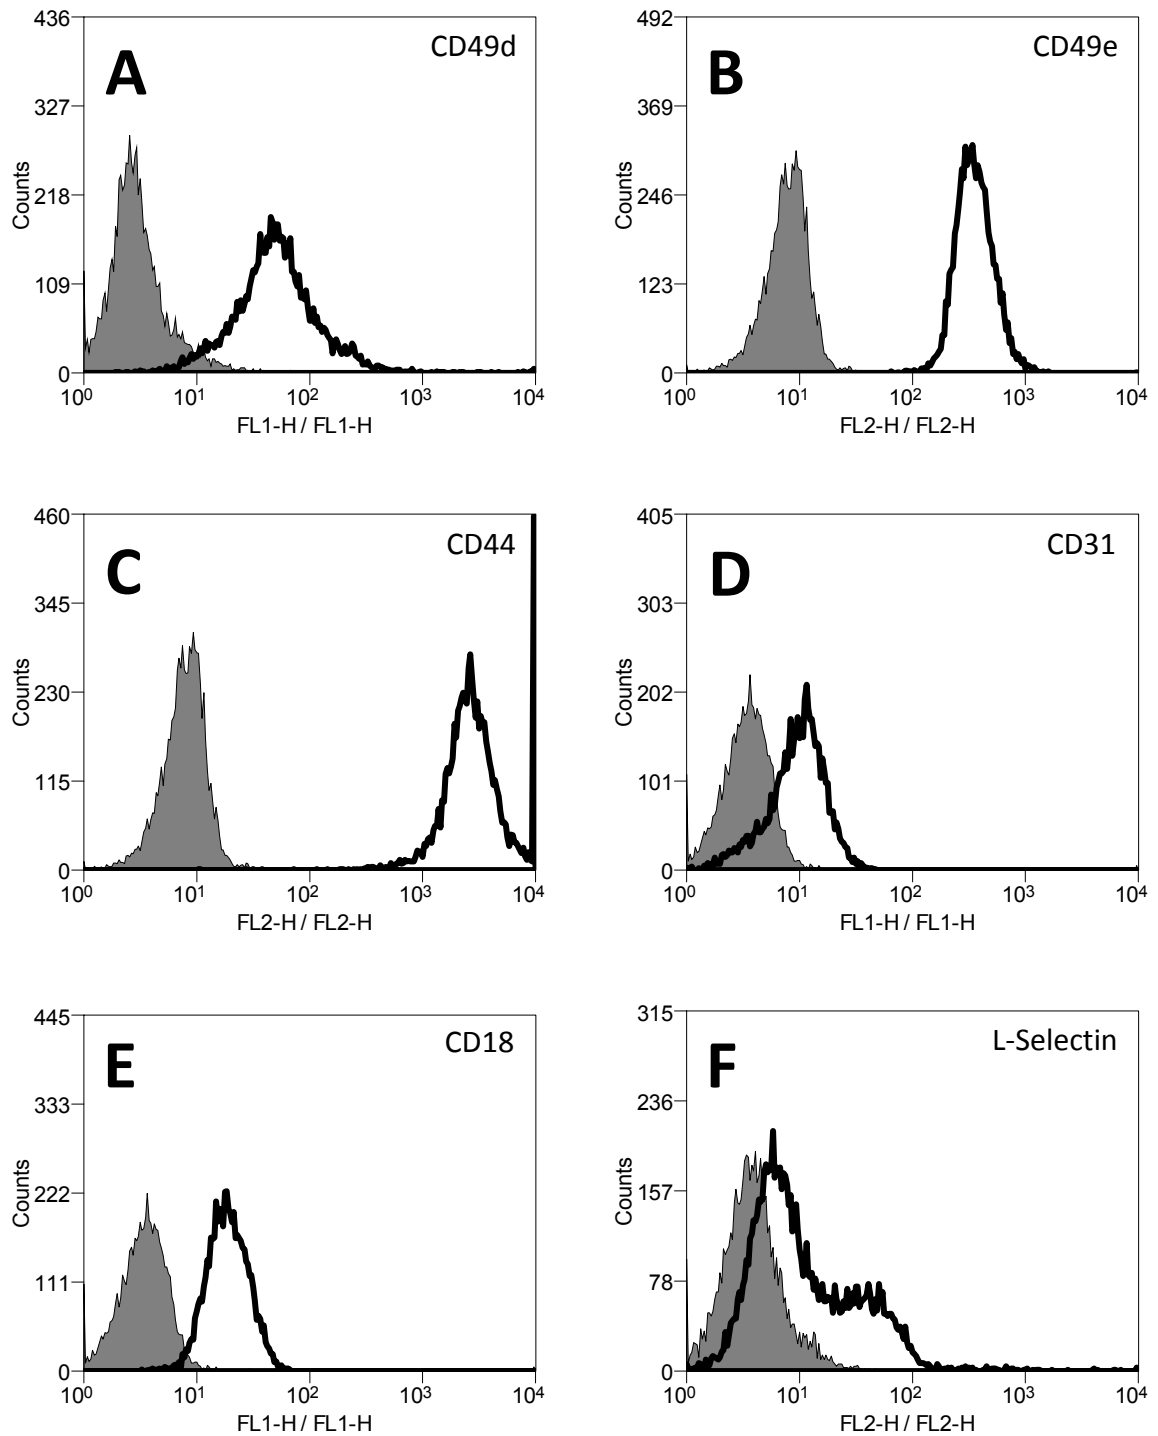 436
CD49d
A
327
218
109
0
Counts
10⁰ 10¹ 10² 10³ 10⁴
FL1-H / FL1-H
492
CD49e
B
369
246
123
0
Counts
10⁰ 10¹ 10² 10³ 10⁴
FL2-H / FL2-H
460
CD44
C
345
230
115
0
Counts
10⁰ 10¹ 10² 10³ 10⁴
FL2-H / FL2-H
405
CD31
D
303
202
101
0
Counts
10⁰ 10¹ 10² 10³ 10⁴
FL1-H / FL1-H
445
CD18
E
333
222
111
0
Counts
10⁰ 10¹ 10² 10³ 10⁴
FL1-H / FL1-H
315
L-Selectin
F
236
157
78
0
Counts
10⁰ 10¹ 10² 10³ 10⁴
FL2-H / FL2-H